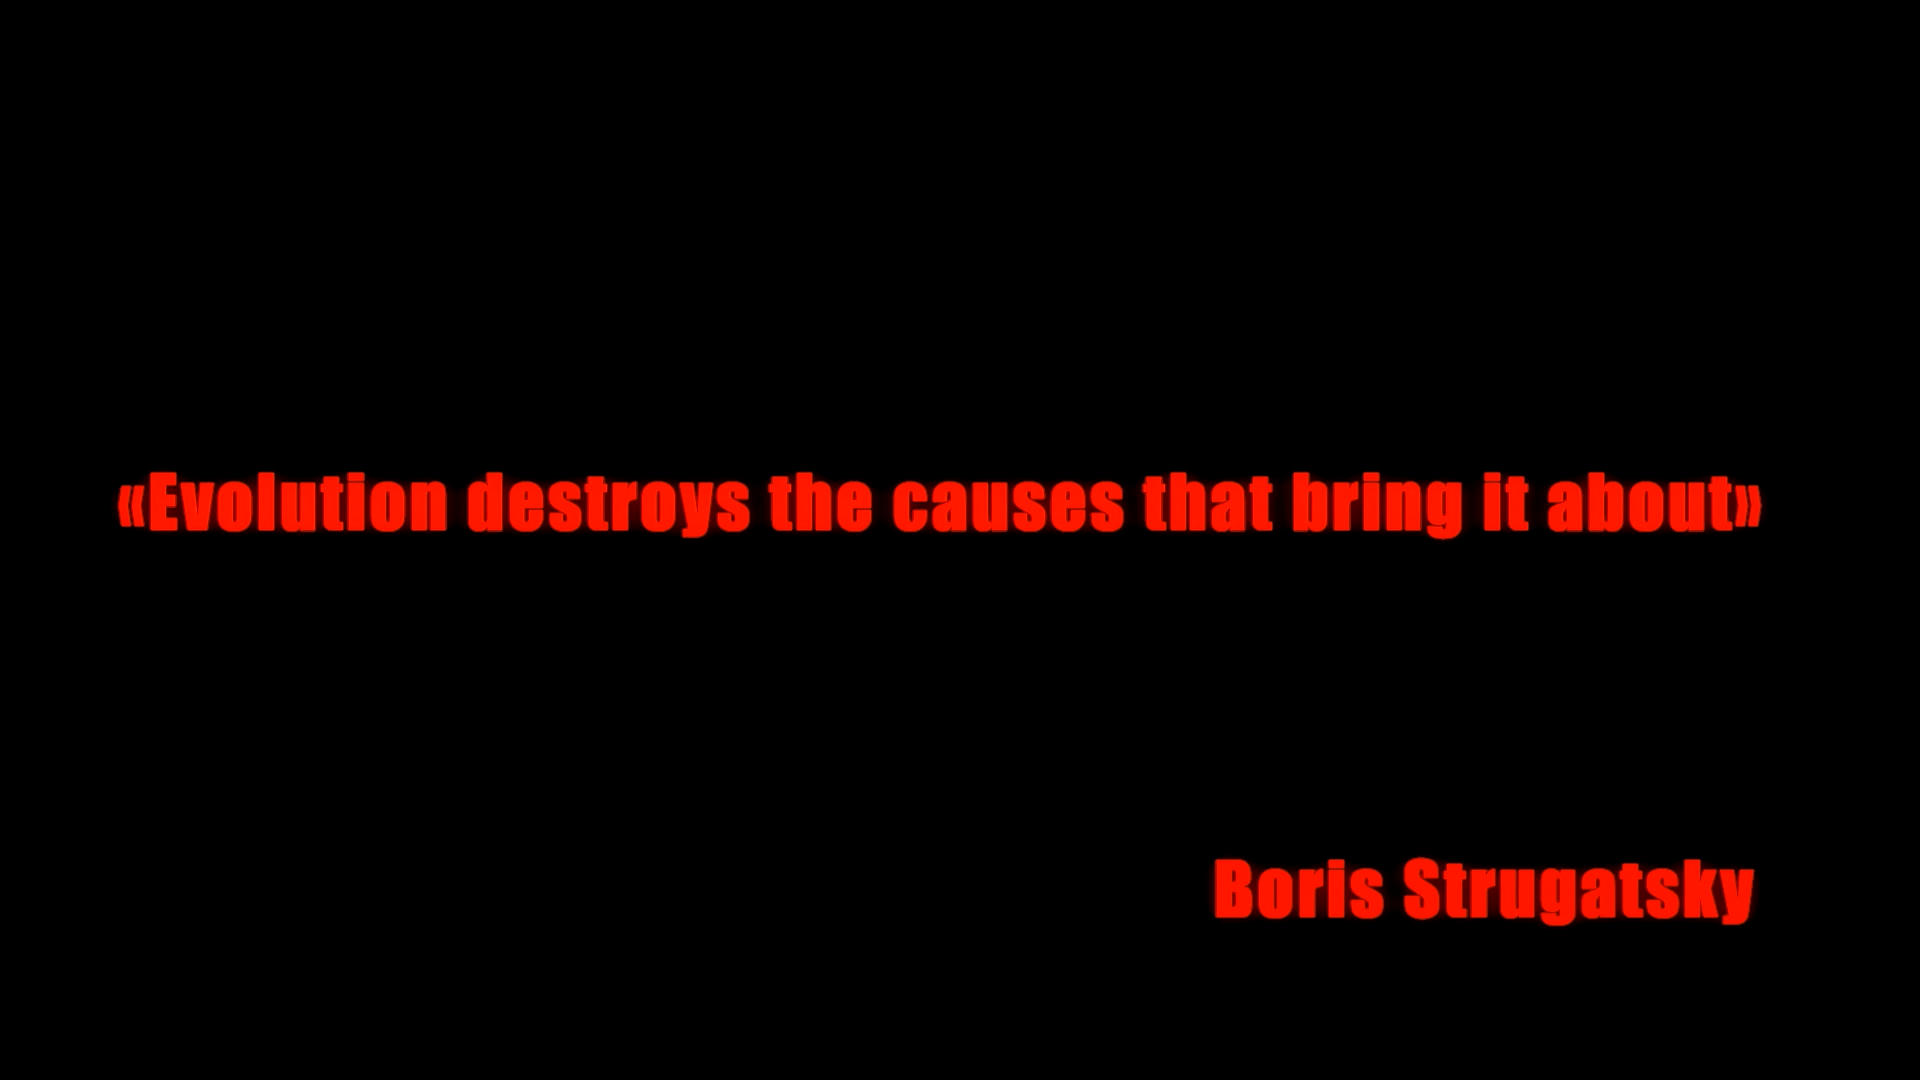 «Evolution destroys the causes that bring it about»
Boris Strugatsky